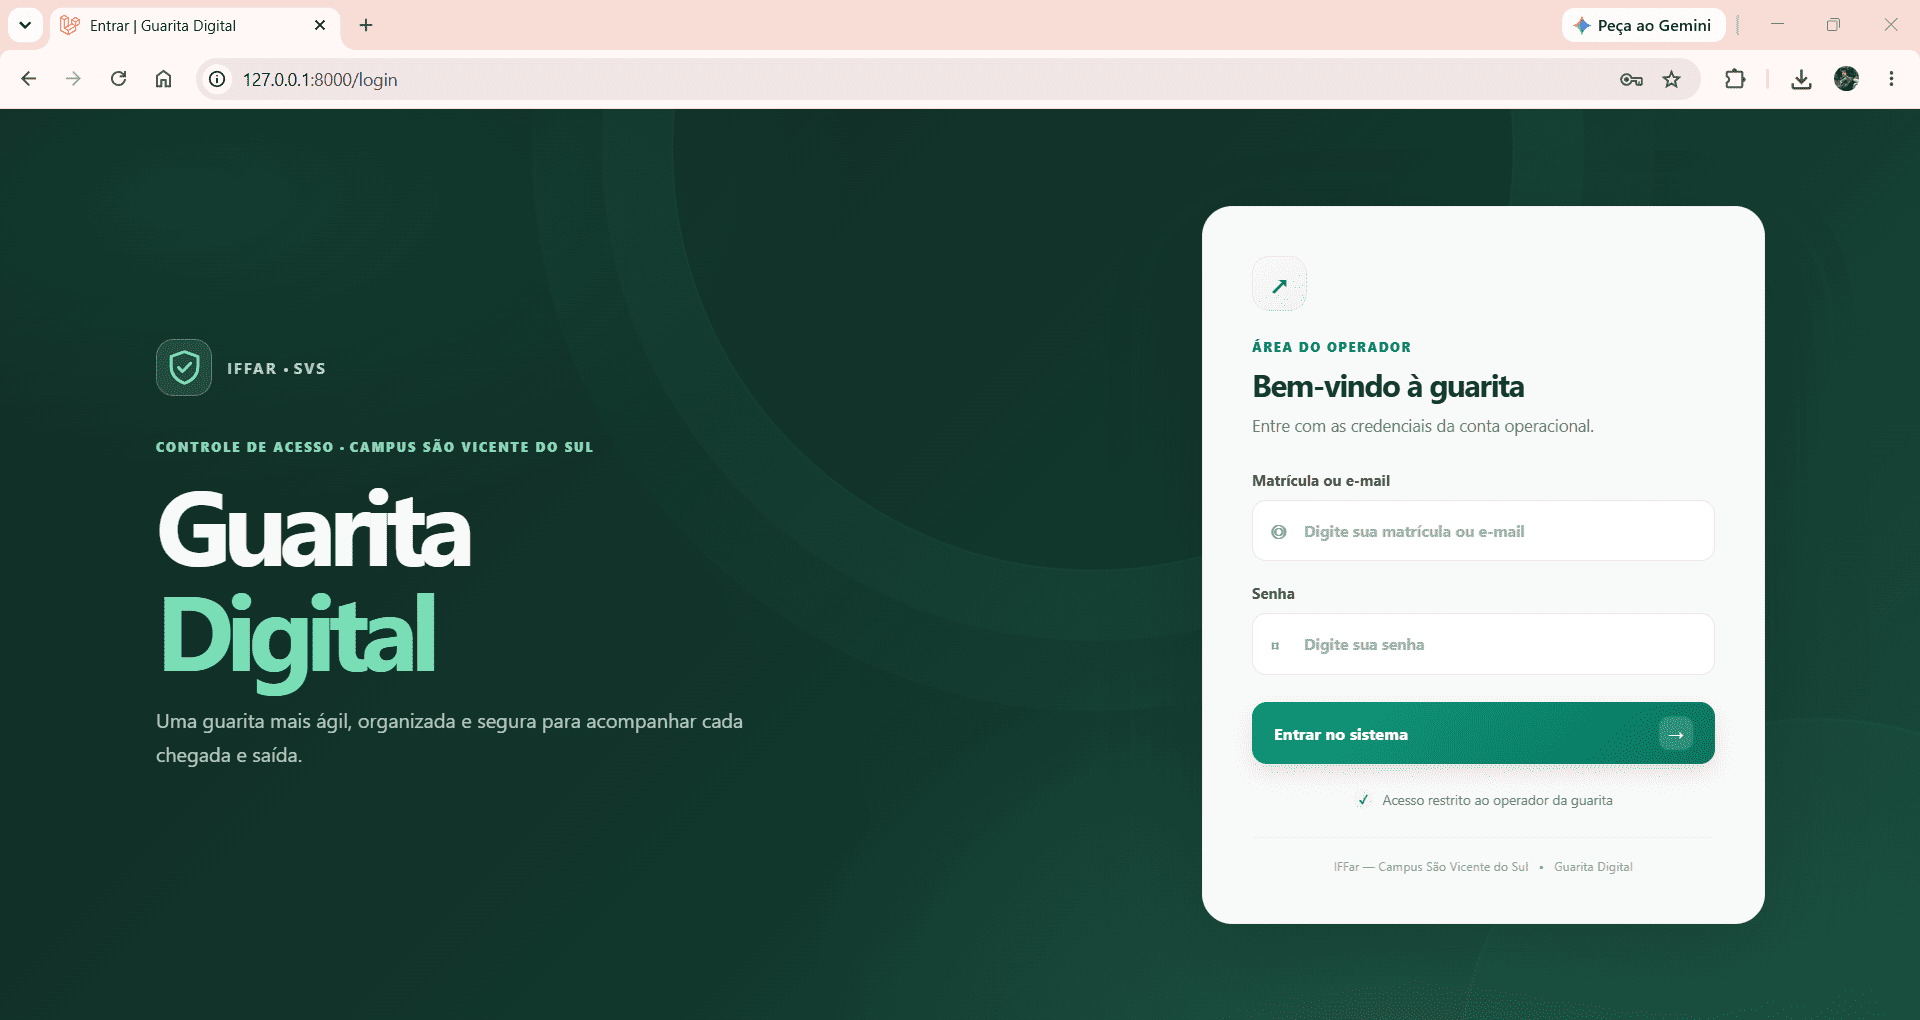 Entrar | Guarita Digital
Peça ao Gemini
127.0.0.1:8000/login
IFFAR • SVS
CONTROLE DE ACESSO · CAMPUS SÃO VICENTE DO SUL
Guarita
Digital
Uma guarita mais ágil, organizada e segura para acompanhar cada
chegada e saída.
ÁREA DO OPERADOR
Bem-vindo à guarita
Entre com as credenciais da conta operacional.
Matrícula ou e-mail
Digite sua matrícula ou e-mail
Senha
Digite sua senha
Entrar no sistema →
✓ Acesso restrito ao operador da guarita
IFFar — Campus São Vicente do Sul • Guarita Digital